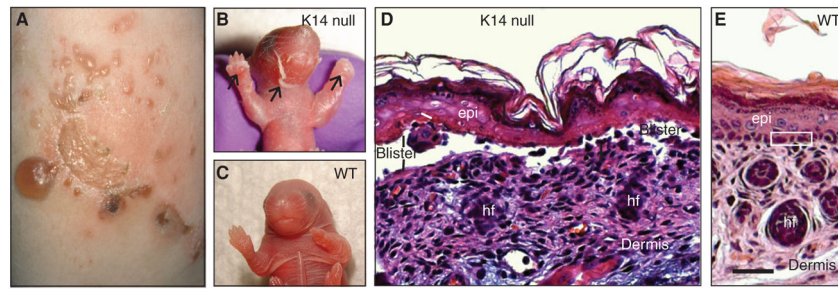 A
B
K14 null
C
WT
D
K14 null
epi
Blister
Blister
hf
hf
Dermis
E
WT
epi
hf
Dermis